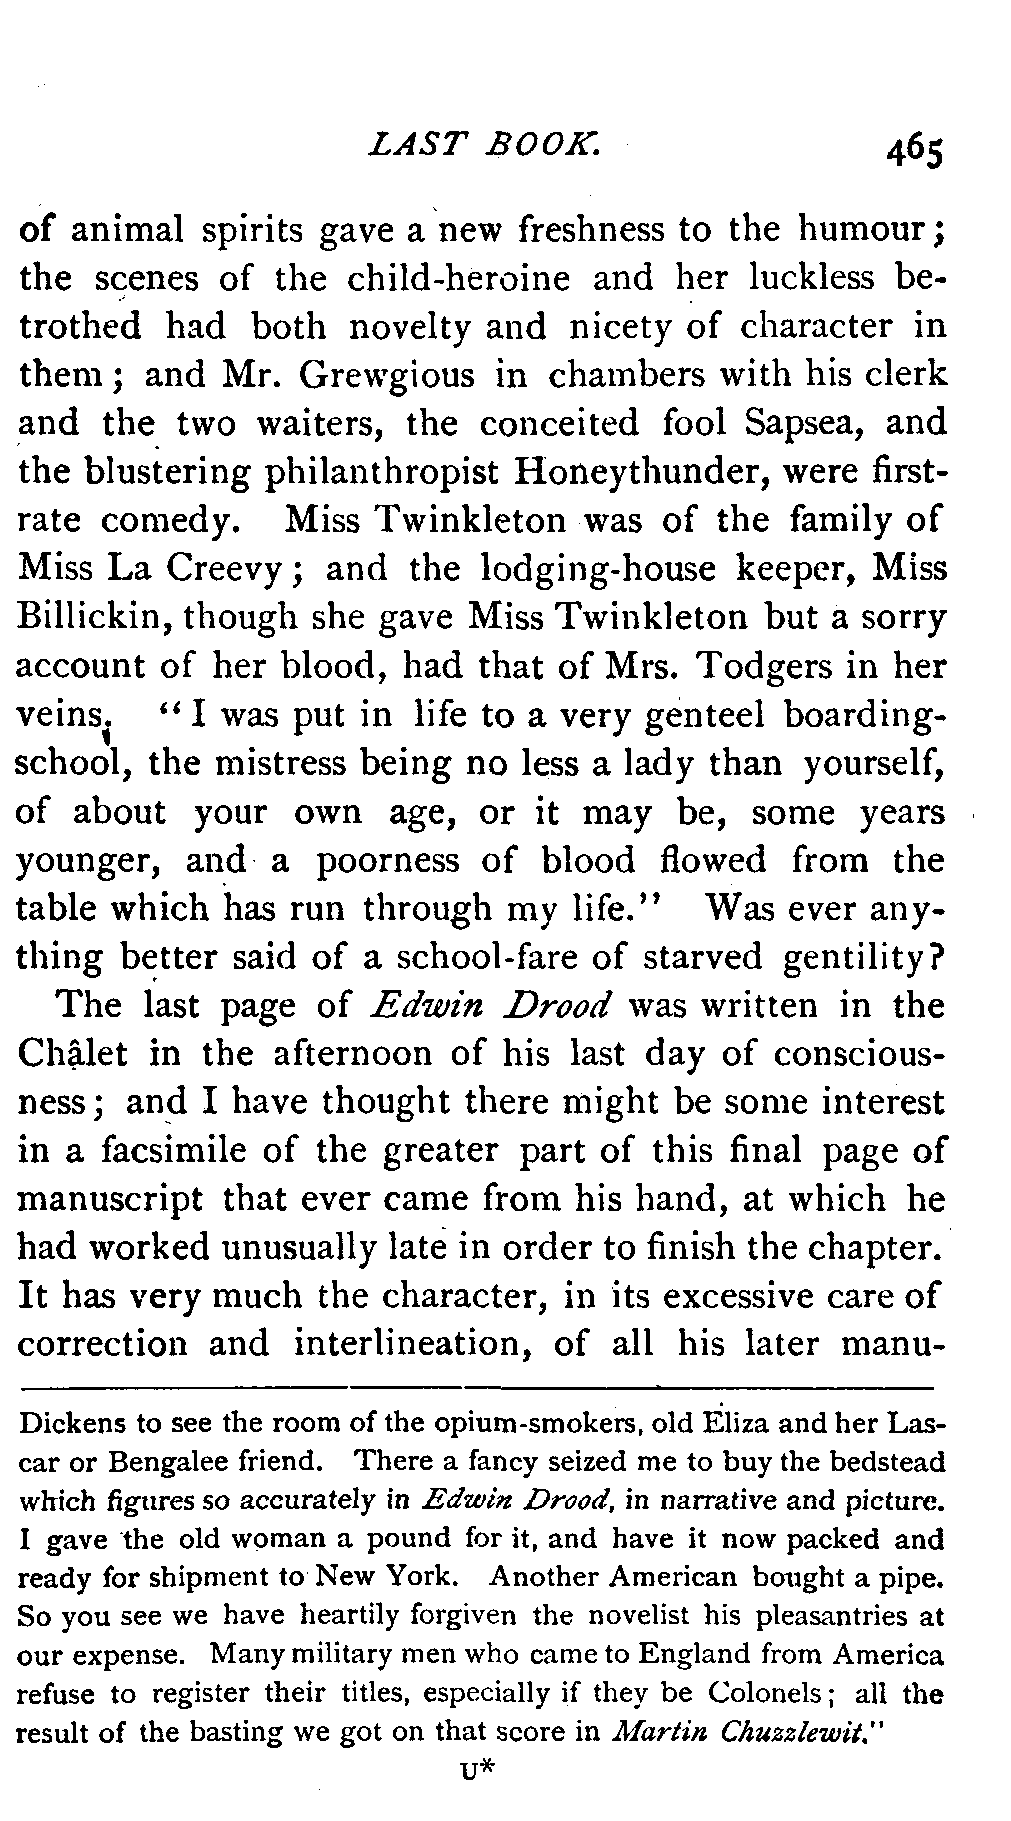 LAST BOOK. 465
of animal spirits gave a new freshness to the humour;
the scenes of the child-heroine and her luckless be-
trothed had both novelty and nicety of character in
them; and Mr. Grewgious in chambers with his clerk
and the two waiters, the conceited fool Sapsea, and
the blustering philanthropist Honeythunder, were first-
rate comedy. Miss Twinkleton was of the family of
Miss La Creevy; and the lodging-house keeper, Miss
Billickin, though she gave Miss Twinkleton but a sorry
account of her blood, had that of Mrs. Todgers in her
veins. "I was put in life to a very genteel boarding-
school, the mistress being no less a lady than yourself,
of about your own age, or it may be, some years
younger, and a poorness of blood flowed from the
table which has run through my life." Was ever any-
thing better said of a school-fare of starved gentility?
The last page of Edwin Drood was written in the
Châlet in the afternoon of his last day of conscious-
ness; and I have thought there might be some interest
in a facsimile of the greater part of this final page of
manuscript that ever came from his hand, at which he
had worked unusually late in order to finish the chapter.
It has very much the character, in its excessive care of
correction and interlineation, of all his later manu-
Dickens to see the room of the opium-smokers, old Eliza and her Las-
car or Bengalee friend. There a fancy seized me to buy the bedstead
which figures so accurately in Edwin Drood, in narrative and picture.
I gave the old woman a pound for it, and have it now packed and
ready for shipment to New York. Another American bought a pipe.
So you see we have heartily forgiven the novelist his pleasantries at
our expense. Many military men who came to England from America
refuse to register their titles, especially if they be Colonels; all the
result of the basting we got on that score in Martin Chuzzlewit."
U*